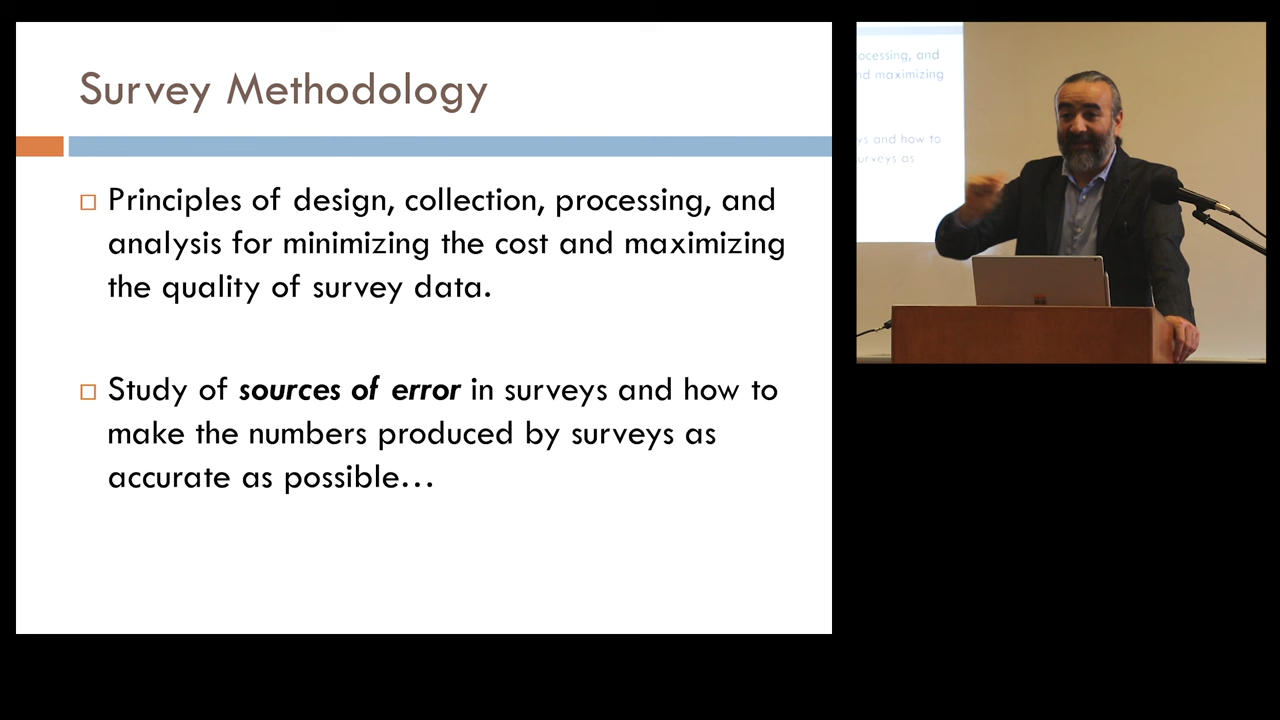 Survey Methodology
Principles of design, collection, processing, and
analysis for minimizing the cost and maximizing
the quality of survey data.
Study of sources of error in surveys and how to
make the numbers produced by surveys as
accurate as possible…
ocessing, and
nd maximizing
ys and how to
urveys as